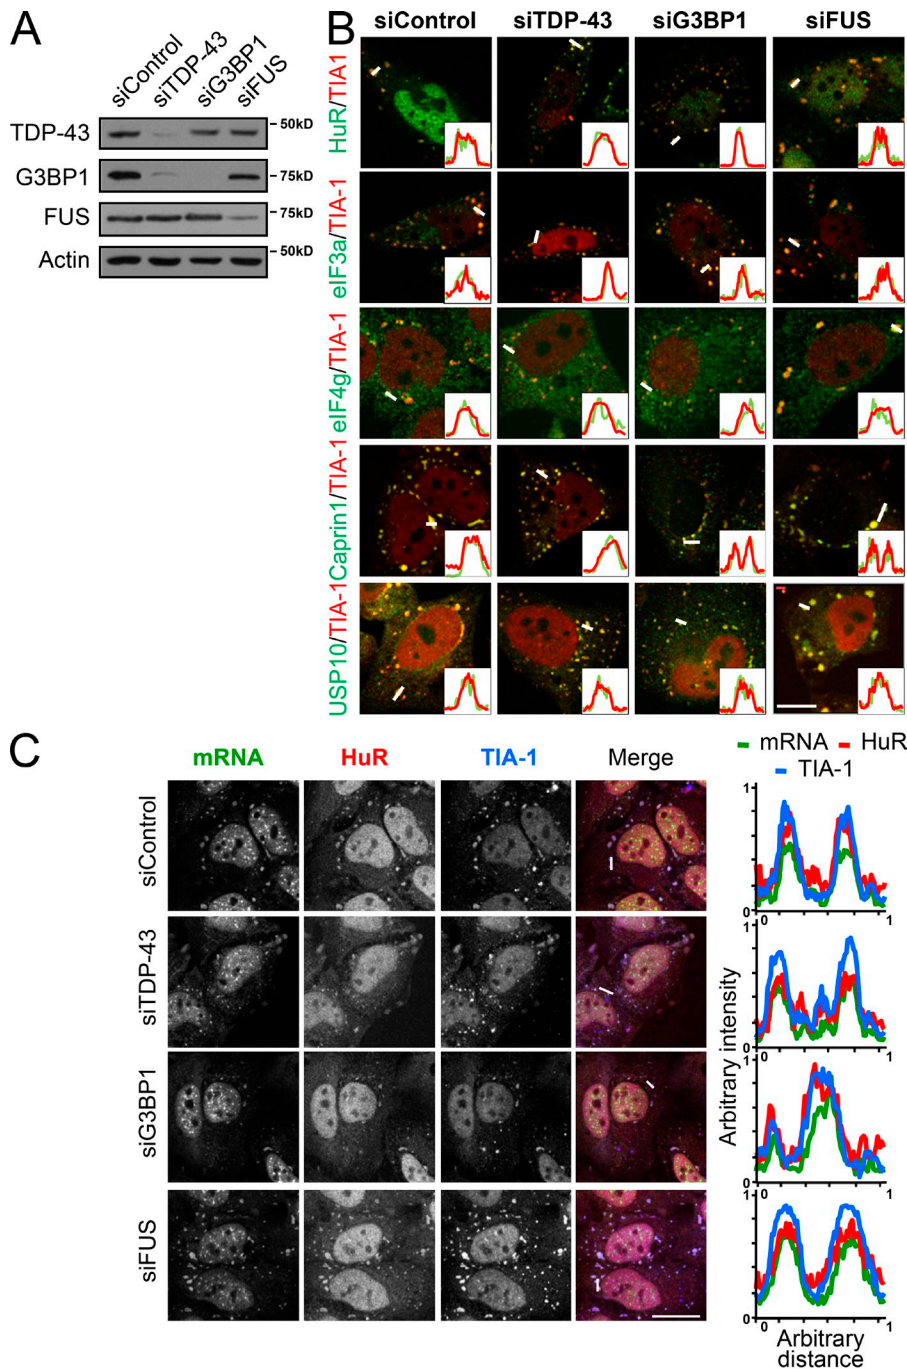 A
siControl
siTDP-43
siG3BP1
siFUS
TDP-43
50kD
G3BP1
75kD
FUS
75kD
Actin
50kD
B
siControl siTDP-43 siG3BP1 siFUS
HuR/TIA1
eIF3a/TIA-1
eIF4g/TIA-1
Caprin1/TIA-1
USP10/TIA-1
C
mRNA HuR TIA-1 Merge
mRNA HuR
TIA-1
siControl
siTDP-43
siG3BP1
siFUS
1
0
0 1
1
0
0 1
1
0
0 1
1
0
0 1
Arbitrary intensity
Arbitrary
distance